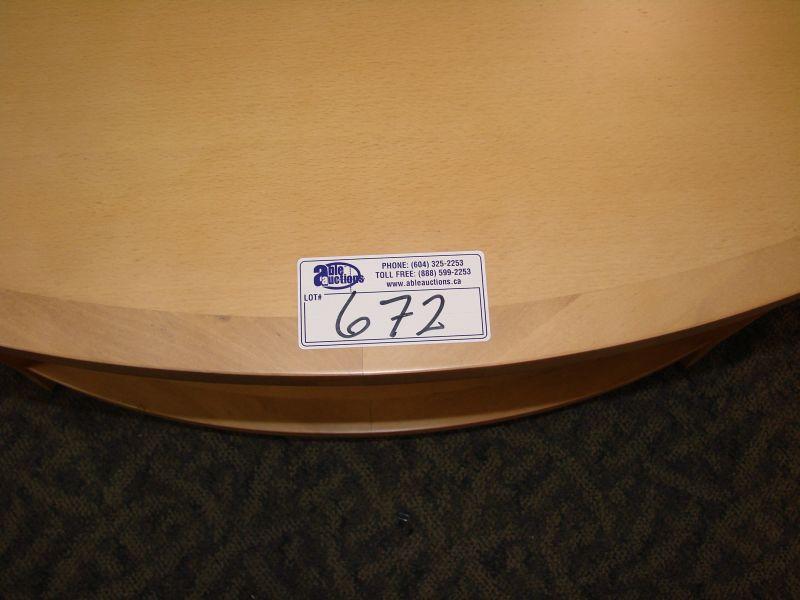 able auctions
PHONE: (604) 325-2253
TOLL FREE: (888) 599-2253
www.ableauctions.ca
LOT# 672